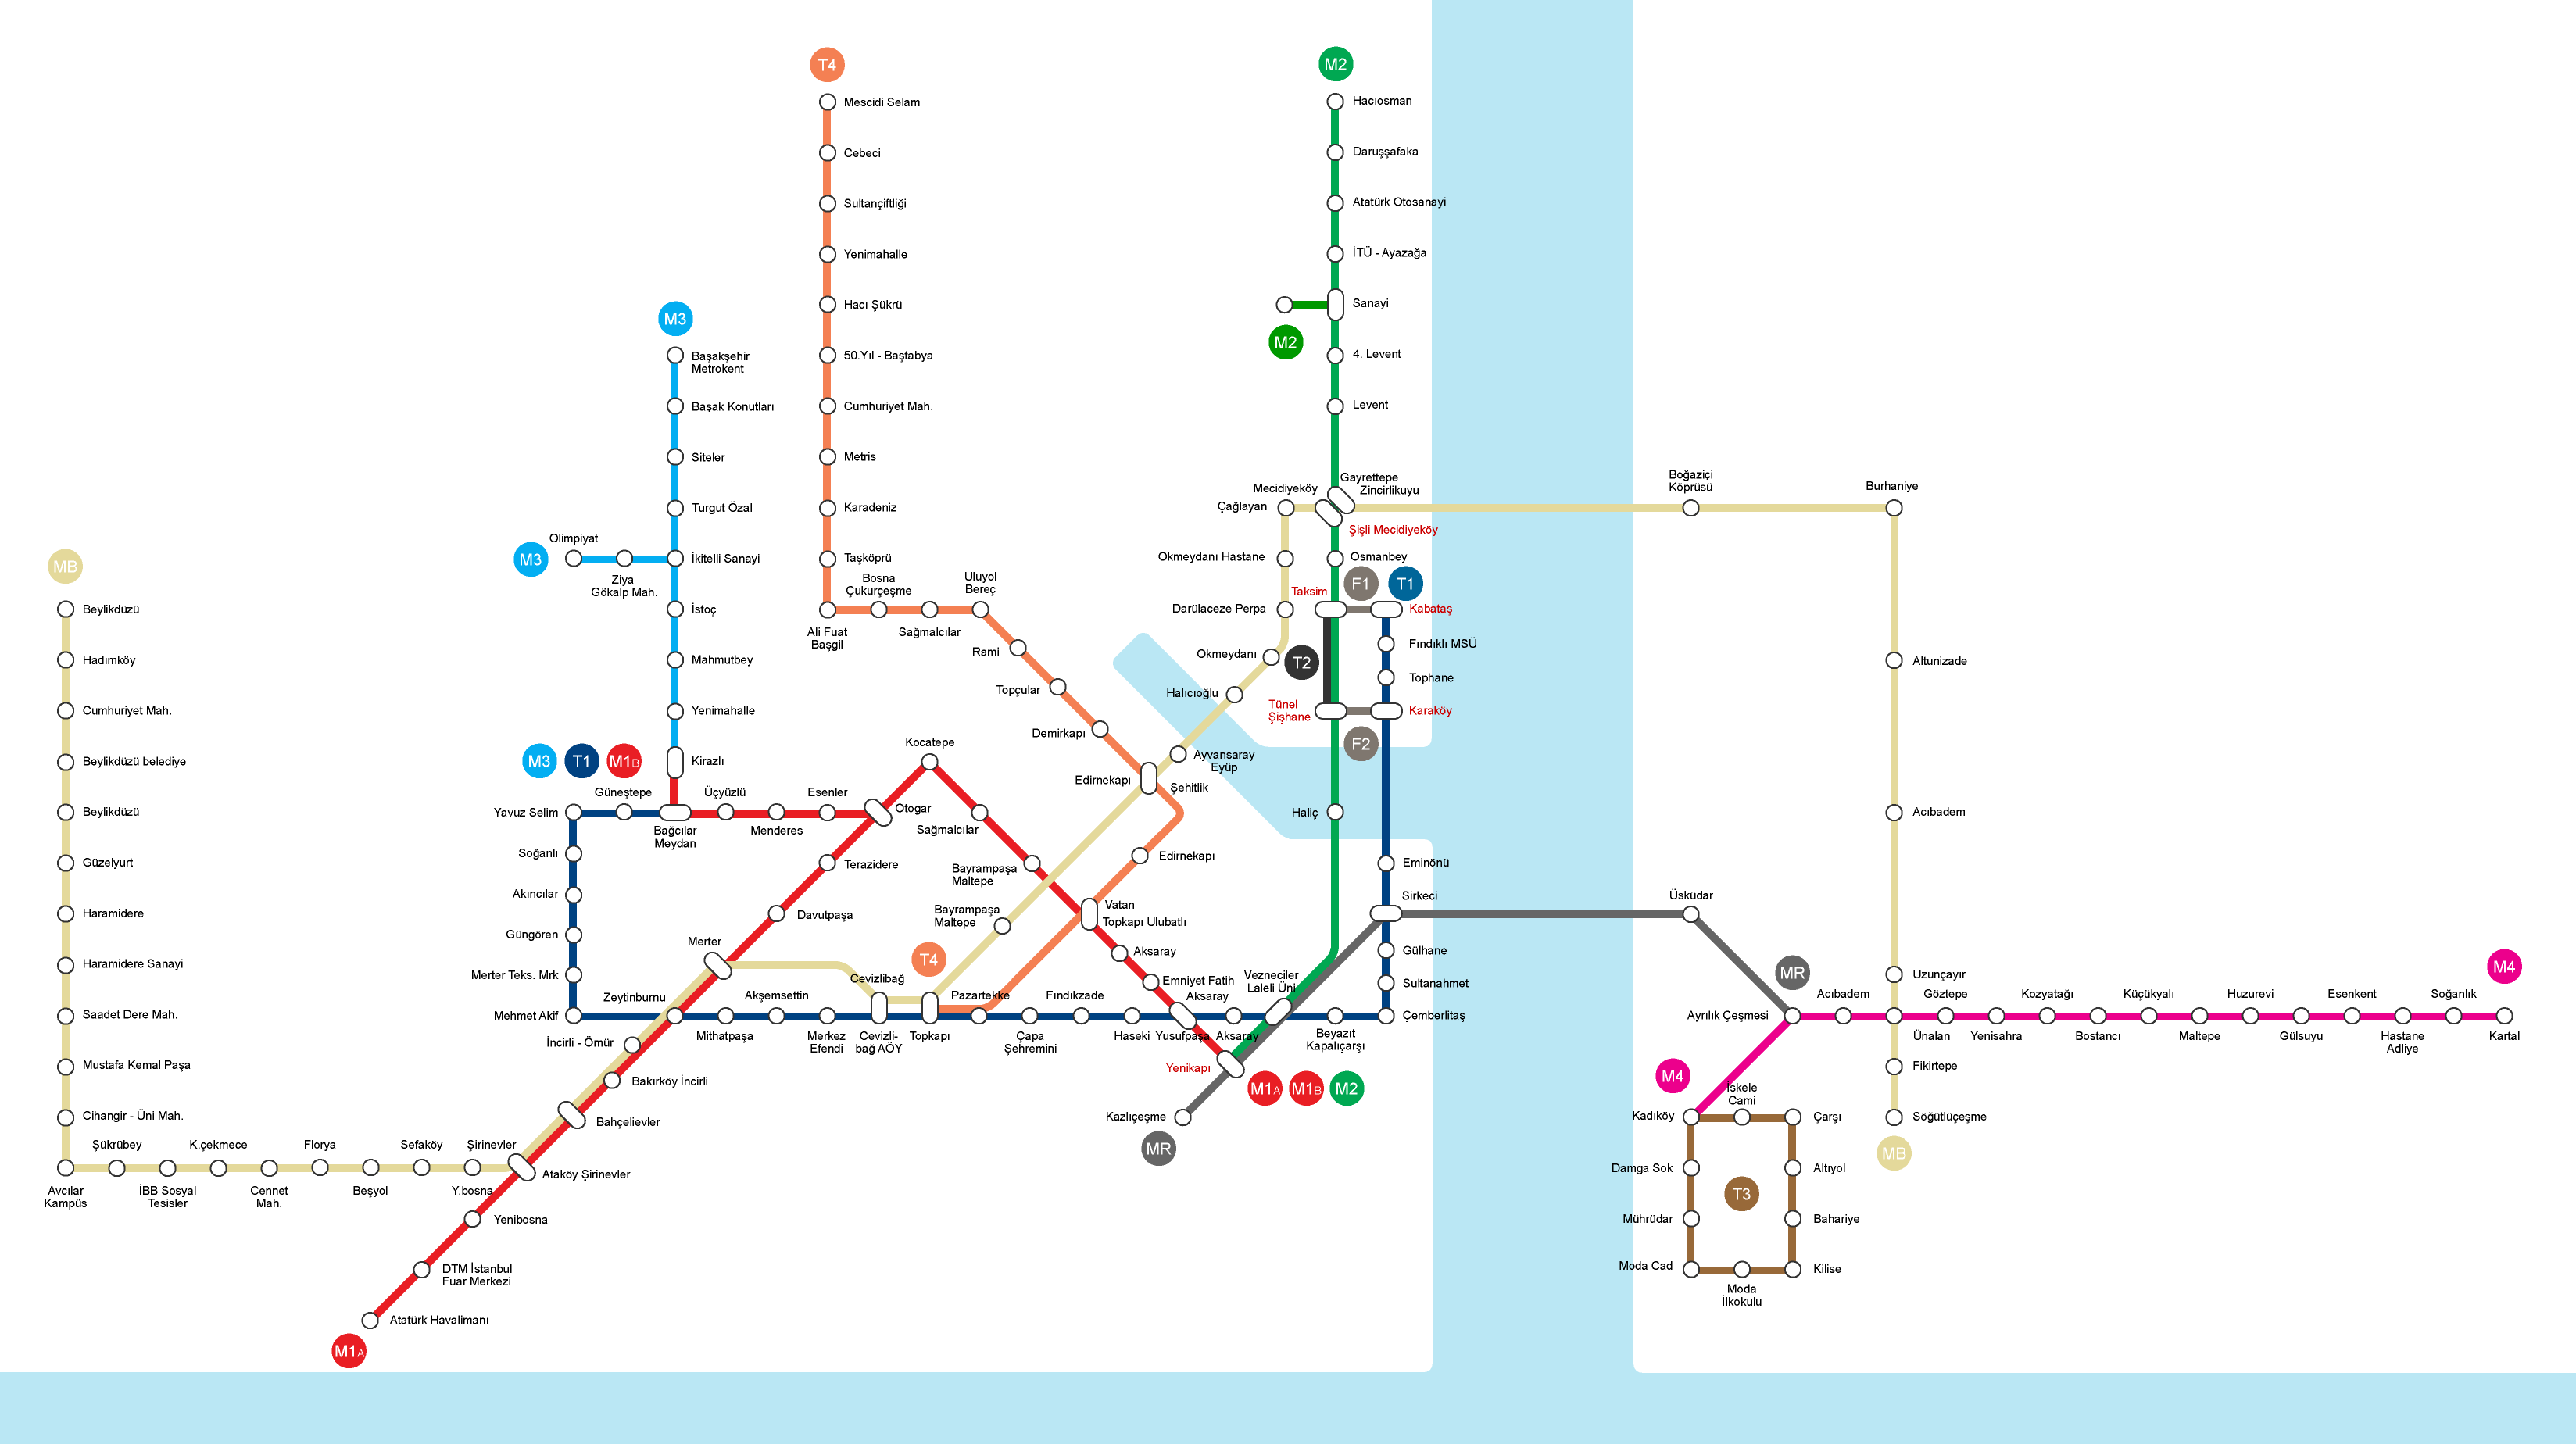 T4
Mescidi Selam
Cebeci
Sultançiftliği
Yenimahalle
Hacı Şükrü
50.Yıl - Baştabya
Cumhuriyet Mah.
Metris
Karadeniz
Taşköprü
Ali Fuat
Başgil
Bosna
Çukurçeşme
Sağmalcılar
Uluyol
Bereç
Rami
Topçular
Demirkapı
Edirnekapı
Şehitlik
Edirnekapı
Vatan
Topkapı Ulubatlı
T4
Pazartekke
M2
Hacıosman
Daruşşafaka
Atatürk Otosanayi
İTÜ - Ayazağa
Sanayi
M2
4. Levent
Levent
Gayrettepe
Zincirlikuyu
Mecidiyeköy
Çağlayan
Şişli Mecidiyeköy
Okmeydanı Hastane
Osmanbey
F1
T1
Taksim
Kabataş
Darülaceze Perpa
Fındıklı MSÜ
Okmeydanı
T2
Tophane
Halıcıoğlu
Tünel
Şişhane
Karaköy
F2
Ayvansaray
Eyüp
Haliç
Eminönü
Sirkeci
Gülhane
Sultanahmet
Çemberlitaş
Vezneciler
Laleli Üni
Beyazıt
Kapalıçarşı
M3
Başakşehir
Metrokent
Başak Konutları
Siteler
Turgut Özal
Olimpiyat
M3
Ziya
Gökalp Mah.
İkitelli Sanayi
İstoç
Mahmutbey
Yenimahalle
Kirazlı
M3
T1
M1B
Güneştepe
Yavuz Selim
Bağcılar
Meydan
Üçyüzlü
Menderes
Esenler
Otogar
Kocatepe
Sağmalcılar
Bayrampaşa
Maltepe
Bayrampaşa
Maltepe
Terazidere
Davutpaşa
Merter
Soğanlı
Akıncılar
Güngören
Merter Teks. Mrk
Mehmet Akif
Zeytinburnu
Mithatpaşa
Akşemsettin
Merkez
Efendi
Cevizlibağ
Cevizli-
bağ AÖY
Topkapı
Çapa
Şehremini
Fındıkzade
Haseki
Yusufpaşa
Aksaray
Aksaray
Emniyet Fatih
Aksaray
Yenikapı
M1A
M1B
M2
Kazlıçeşme
MR
İncirli - Ömür
Bakırköy İncirli
Bahçelievler
Ataköy Şirinevler
Yenibosna
DTM İstanbul
Fuar Merkezi
Atatürk Havalimanı
M1A
MB
Beylikdüzü
Hadımköy
Cumhuriyet Mah.
Beylikdüzü belediye
Beylikdüzü
Güzelyurt
Haramidere
Haramidere Sanayi
Saadet Dere Mah.
Mustafa Kemal Paşa
Cihangir - Üni Mah.
Avcılar
Kampüs
Şükrübey
İBB Sosyal
Tesisler
K.çekmece
Cennet
Mah.
Florya
Beşyol
Sefaköy
Y.bosna
Şirinevler
Boğaziçi
Köprüsü
Burhaniye
Altunizade
Acıbadem
Uzunçayır
Ünalan
Fikirtepe
Söğütlüçeşme
MB
Üsküdar
MR
Ayrılık Çeşmesi
Acıbadem
Göztepe
Yenisahra
Kozyatağı
Bostancı
Küçükyalı
Maltepe
Huzurevi
Gülsuyu
Esenkent
Hastane
Adliye
Soğanlık
Kartal
M4
M4
Kadıköy
İskele
Cami
Çarşı
Damga Sok
Altıyol
T3
Mührüdar
Bahariye
Moda Cad
Moda
İlkokulu
Kilise